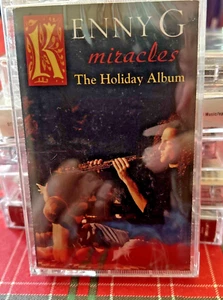 KENNY G
miracles
The Holiday Album